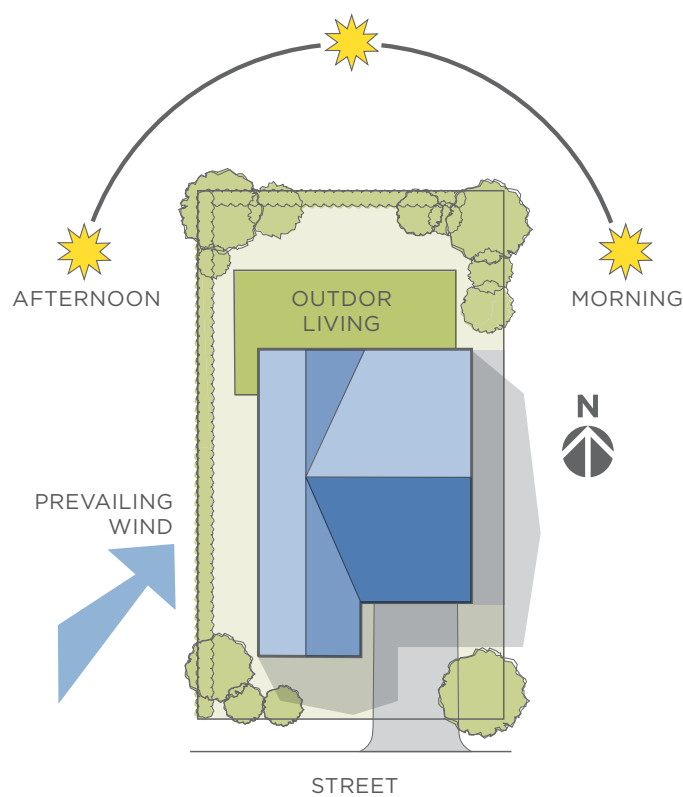 AFTERNOON
MORNING
OUTDOR
LIVING
N
PREVAILING
WIND
STREET